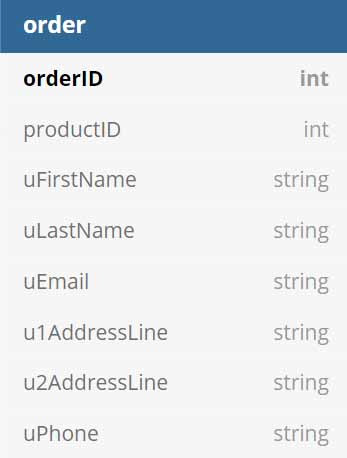 order
orderID int
productID int
uFirstName string
uLastName string
uEmail string
u1AddressLine string
u2AddressLine string
uPhone string